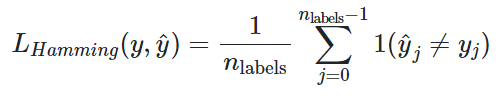 L_{Hamming}(y, \hat{y}) = \frac{1}{n_{\text{labels}}} \sum_{j=0}^{n_{\text{labels}}-1} 1(\hat{y}_j \neq y_j)